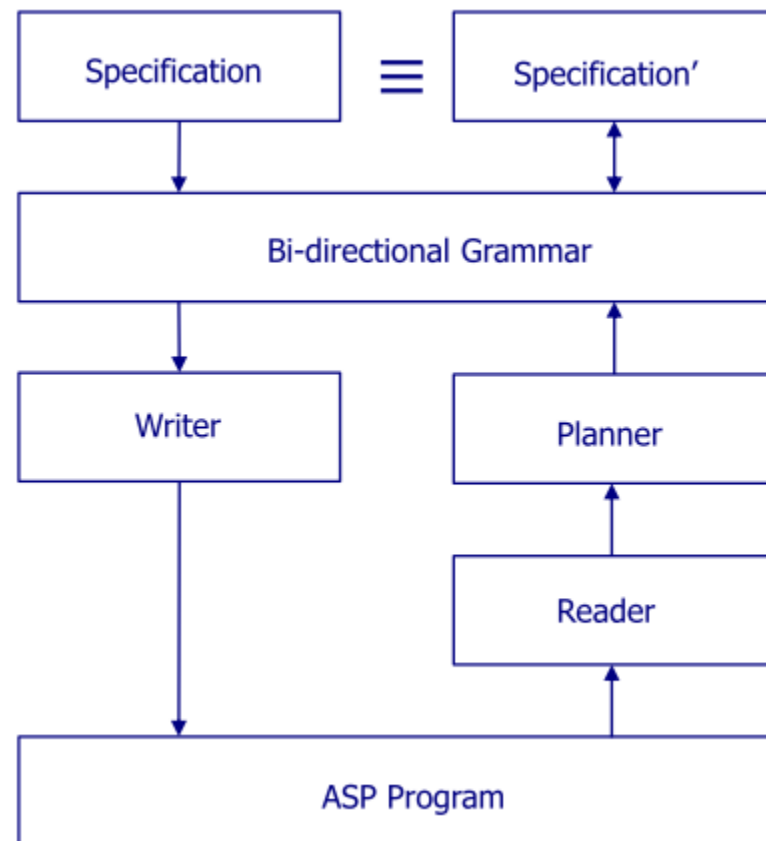 Specification
≡
Specification’
Bi-directional Grammar
Writer
Planner
Reader
ASP Program